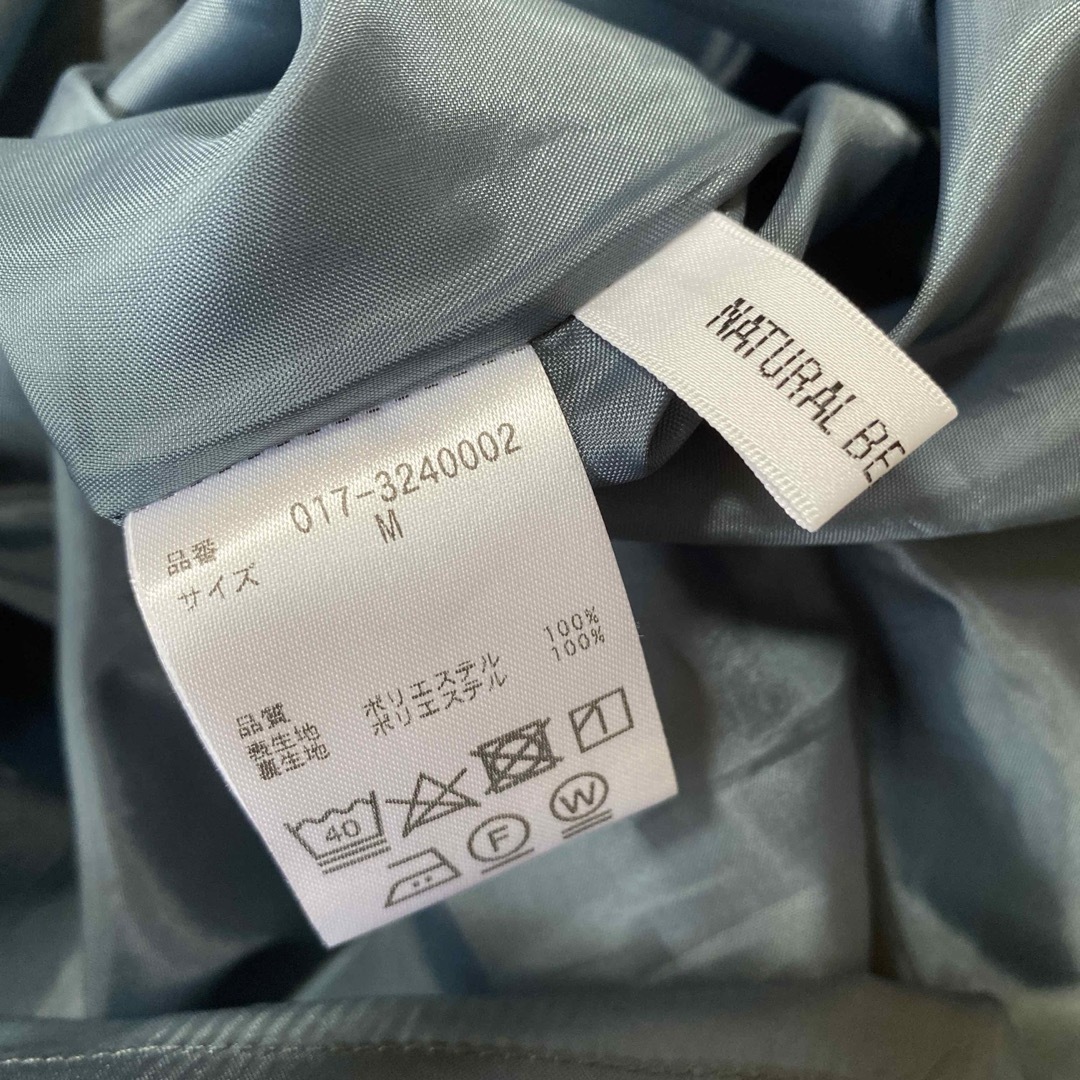 NATURAL BE
品番 017-3240002
サイズ M
品質
表生地 ポリエステル 100%
裏生地 ポリエステル 100%
40
F
W